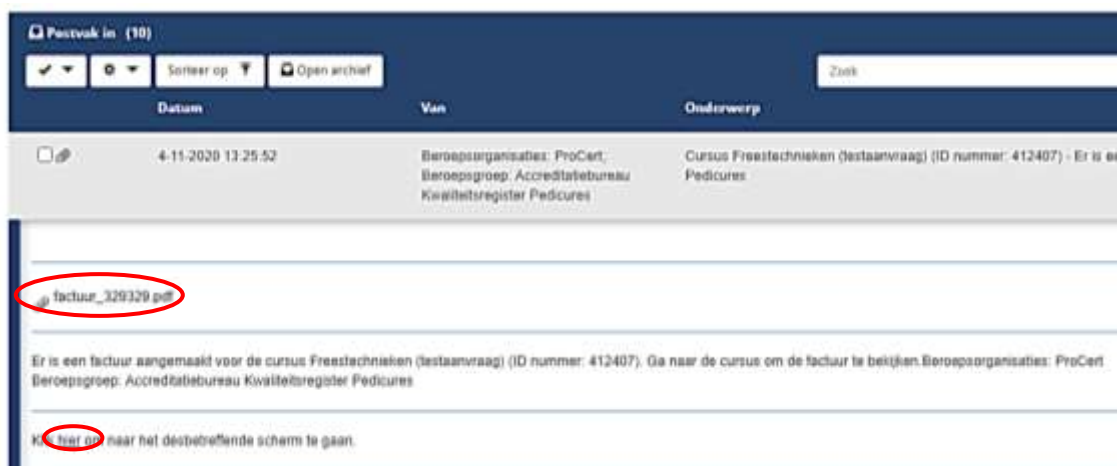 Postvak in (10)
Sorteer op Open archief Zoek
Datum Van Onderwerp
4-11-2020 13:25:52 Beroepsorganisaties: ProCert; Cursus Freestechnieken (testaanvraag) (ID nummer: 412407) - Er is
Beroepsgroep: Accreditatiebureau Pedicures
Kwaliteitsregister Pedicures
factuur_329329.pdf
Er is een factuur aangemaakt voor de cursus Freestechnieken (testaanvraag) (ID nummer: 412407). Ga naar de cursus om de factuur te bekijken.Beroepsorganisaties: ProCert
Beroepsgroep: Accreditatiebureau Kwaliteitsregister Pedicures
Klik hier om naar het desbetreffende scherm te gaan.